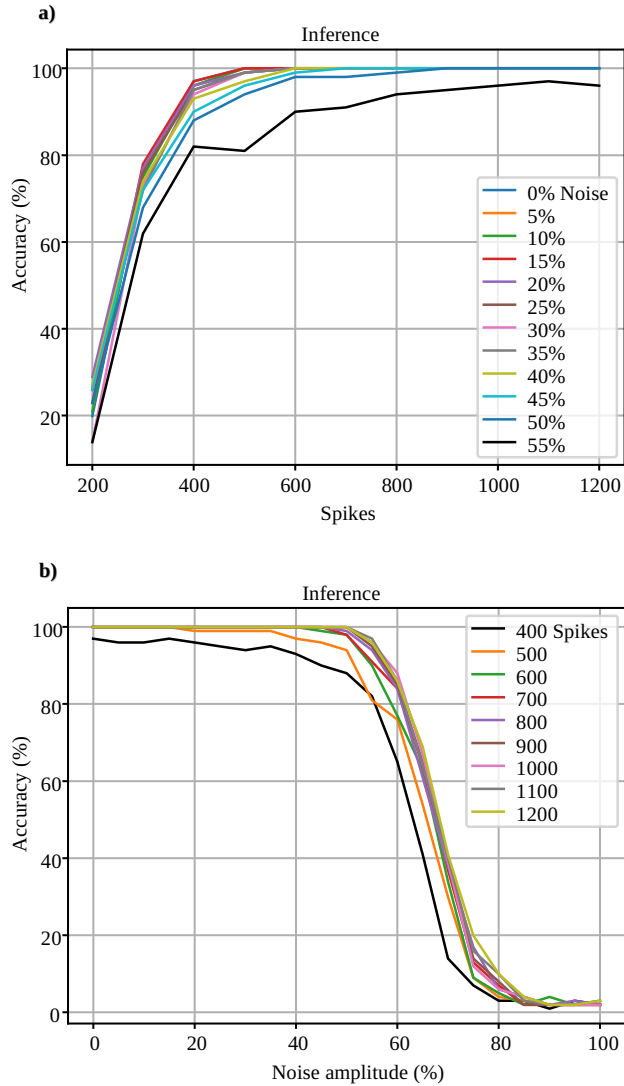 a)
Inference
100
80
60
40
20
Accuracy (%)
0% Noise
5%
10%
15%
20%
25%
30%
35%
40%
45%
50%
55%
200 400 600 800 1000 1200
Spikes
b)
Inference
100
80
60
40
20
0
Accuracy (%)
400 Spikes
500
600
700
800
900
1000
1100
1200
0 20 40 60 80 100
Noise amplitude (%)